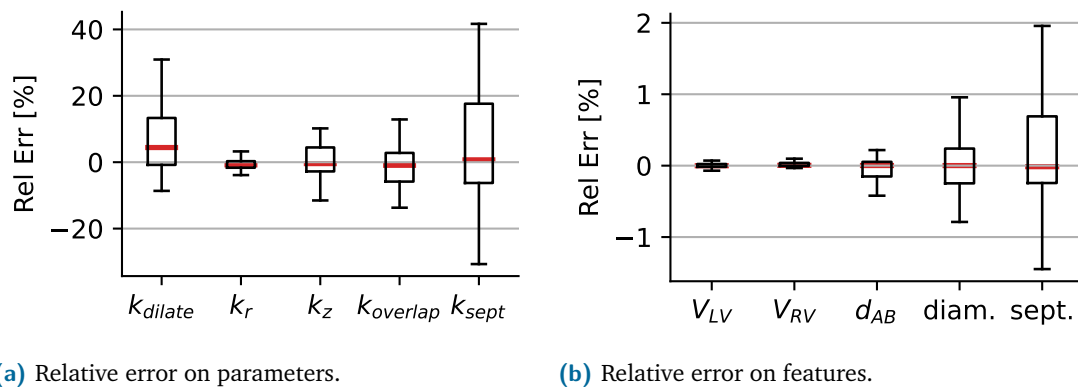 Rel Err [%]
40
20
0
−20
k_dilate k_r k_z k_overlap k_sept
Rel Err [%]
2
1
0
−1
V_LV V_RV d_AB diam. sept.
(a) Relative error on parameters.
(b) Relative error on features.